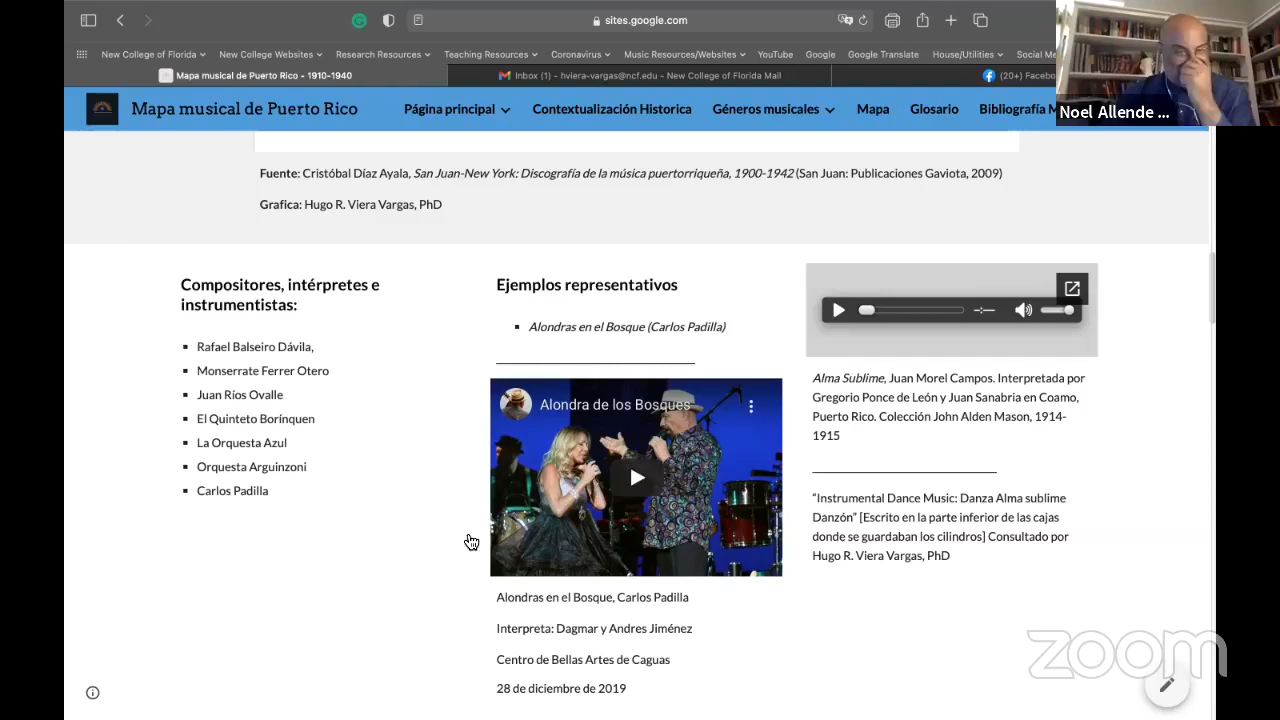 sites.google.com
New College of Florida
New College Websites
Research Resources
Teaching Resources
Coronavirus
Music Resources/Websites
YouTube
Google
Google Translate
House/Utilities
Social Me
Mapa musical de Puerto Rico - 1910-1940
Inbox (1) - hviera-vargas@ncf.edu - New College of Florida Mail
(20+) Facebo
Mapa musical de Puerto Rico
Página principal
Contextualización Historica
Géneros musicales
Mapa
Glosario
Bibliografía M
Noel Allende ...
Fuente: Cristóbal Díaz Ayala, San Juan-New York: Discografía de la música puertorriqueña, 1900-1942 (San Juan: Publicaciones Gaviota, 2009)
Grafica: Hugo R. Viera Vargas, PhD
Compositores, intérpretes e
instrumentistas:
Rafael Balseiro Dávila,
Monserrate Ferrer Otero
Juan Ríos Ovalle
El Quinteto Borínquen
La Orquesta Azul
Orquesta Arguinzoni
Carlos Padilla
Ejemplos representativos
Alondras en el Bosque (Carlos Padilla)
Alondra de los Bosques
Alondras en el Bosque, Carlos Padilla
Interpreta: Dagmar y Andres Jiménez
Centro de Bellas Artes de Caguas
28 de diciembre de 2019
Alma Sublime, Juan Morel Campos. Interpretada por
Gregorio Ponce de León y Juan Sanabria en Coamo,
Puerto Rico. Colección John Alden Mason, 1914-
1915
“Instrumental Dance Music: Danza Alma sublime
Danzón” [Escrito en la parte inferior de las cajas
donde se guardaban los cilindros] Consultado por
Hugo R. Viera Vargas, PhD
zoom